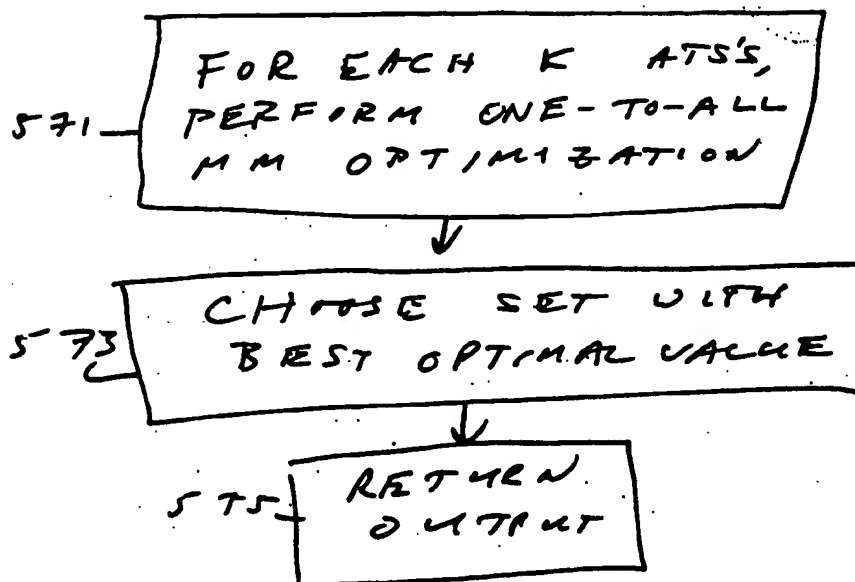 FOR EACH K ATS'S,
571
PERFORM ONE-TO-ALL
MM OPTIMIZATION
CHOOSE SET WITH
573
BEST OPTIMAL VALUE
575
RETURN
OUTPUT